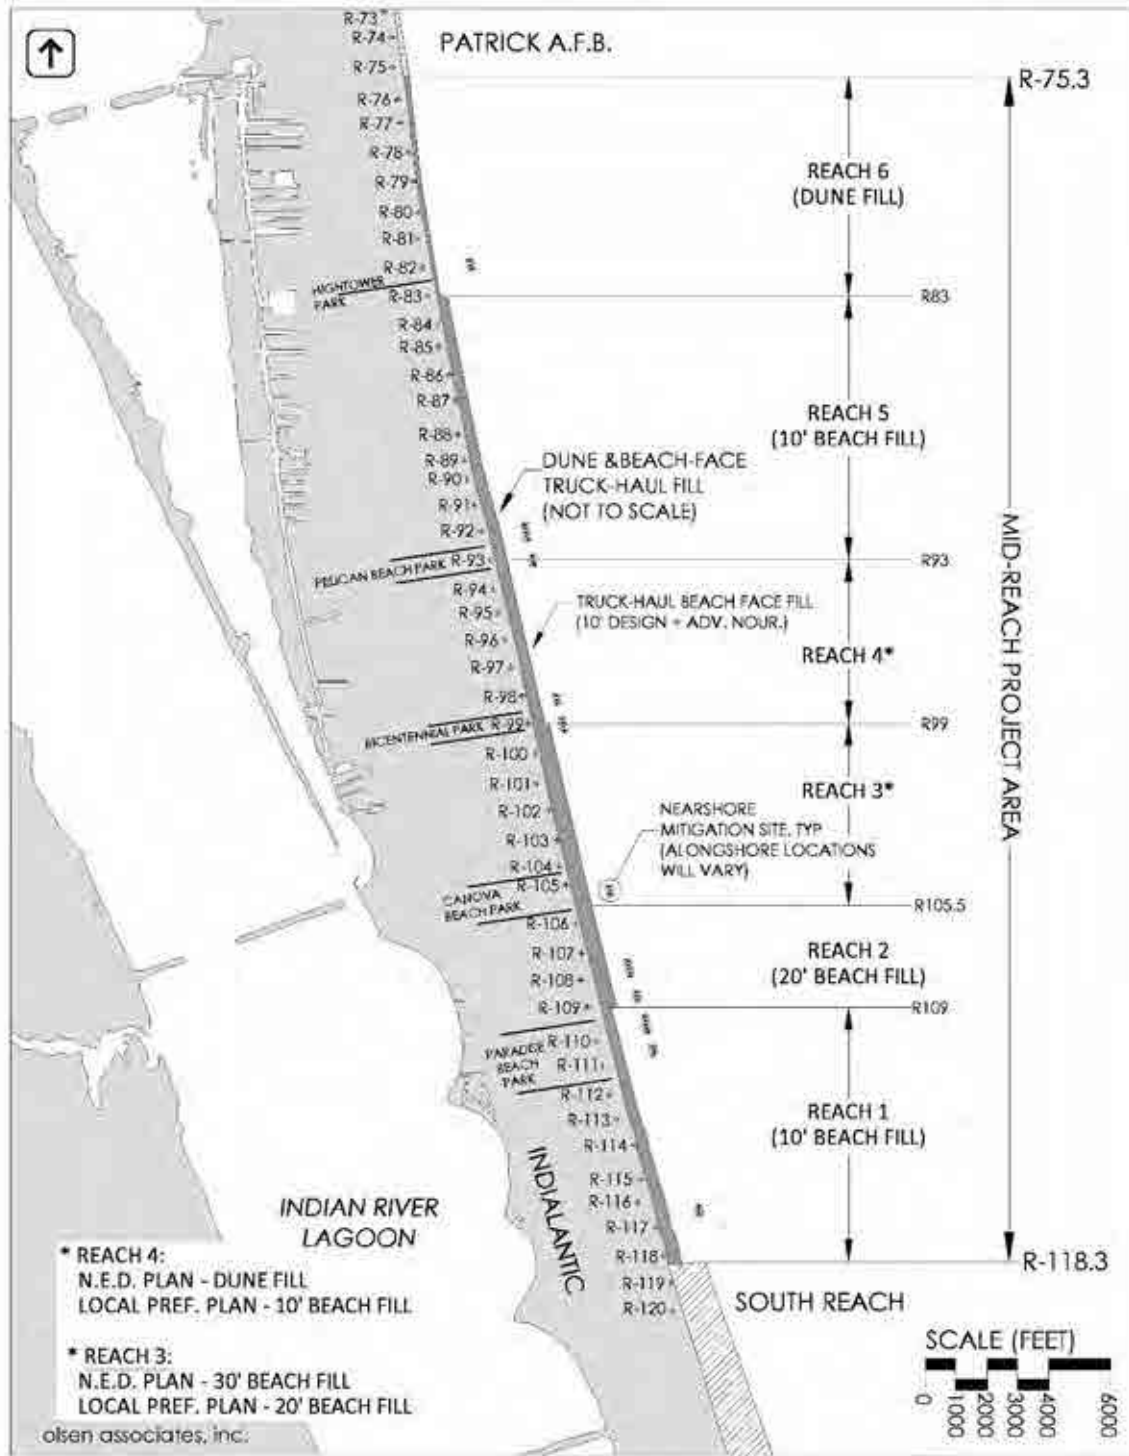 PATRICK A.F.B.
R-73
R-74
R-75
R-76
R-77
R-78
R-79
R-80
R-81
R-82
HIGHTOWER
PARK
R-83
R-84
R-85
R-86
R-87
R-88
R-89
R-90
R-91
R-92
PELICAN BEACH PARK
R-93
R-94
R-95
R-96
R-97
R-98
BICENTENNIAL PARK
R-99
R-100
R-101
R-102
R-103
R-104
CANOVA
BEACH PARK
R-105
R-106
R-107
R-108
R-109
PARADISE
BEACH
PARK
R-110
R-111
R-112
R-113
R-114
R-115
R-116
R-117
R-118
R-119
R-120
INDIALANTIC
INDIAN RIVER
LAGOON
DUNE &BEACH-FACE
TRUCK-HAUL FILL
(NOT TO SCALE)
TRUCK-HAUL BEACH FACE FILL
(10' DESIGN + ADV. NOUR.)
NEARSHORE
MITIGATION SITE, TYP
(ALONGSHORE LOCATIONS
WILL VARY)
R-75.3
REACH 6
(DUNE FILL)
R83
REACH 5
(10' BEACH FILL)
R93
REACH 4*
R99
REACH 3*
R105.5
REACH 2
(20' BEACH FILL)
R109
REACH 1
(10' BEACH FILL)
R-118.3
MID-REACH PROJECT AREA
SOUTH REACH
* REACH 4:
N.E.D. PLAN - DUNE FILL
LOCAL PREF. PLAN - 10' BEACH FILL
* REACH 3:
N.E.D. PLAN - 30' BEACH FILL
LOCAL PREF. PLAN - 20' BEACH FILL
olsen associates, inc.
SCALE (FEET)
0
1000
2000
3000
4000
6000